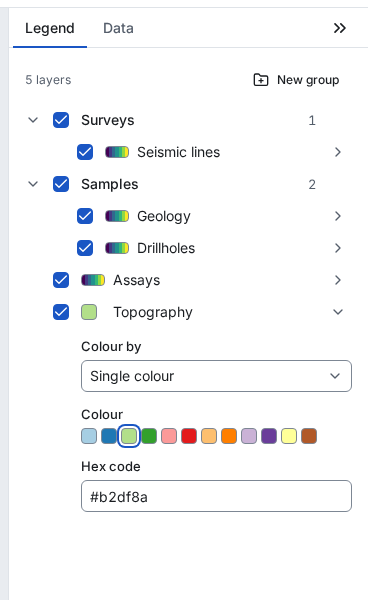 Legend Data
5 layers New group
Surveys 1
Seismic lines
Samples 2
Geology
Drillholes
Assays
Topography
Colour by
Single colour
Colour
Hex code
#b2df8a